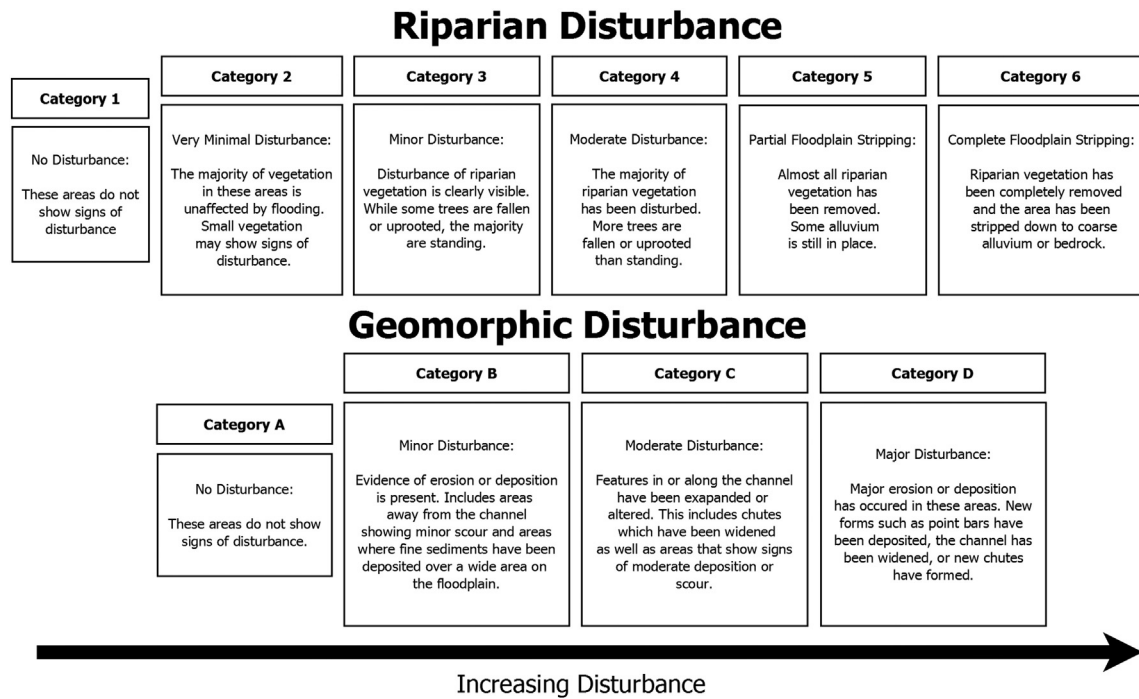 Riparian Disturbance
Category 1
No Disturbance:
These areas do not
show signs of
disturbance
Category 2
Very Minimal Disturbance:
The majority of vegetation
in these areas is
unaffected by flooding.
Small vegetation
may show signs of
disturbance.
Category 3
Minor Disturbance:
Disturbance of riparian
vegetation is clearly visible.
While some trees are fallen
or uprooted, the majority
are standing.
Category 4
Moderate Disturbance:
The majority of
riparian vegetation
has been disturbed.
More trees are
fallen or uprooted
than standing.
Category 5
Partial Floodplain Stripping:
Almost all riparian
vegetation has
been removed.
Some alluvium
is still in place.
Category 6
Complete Floodplain Stripping:
Riparian vegetation has
been completely removed
and the area has been
stripped down to coarse
alluvium or bedrock.
Geomorphic Disturbance
Category A
No Disturbance:
These areas do not show
signs of disturbance.
Category B
Minor Disturbance:
Evidence of erosion or deposition
is present. Includes areas
away from the channel
showing minor scour and areas
where fine sediments have been
deposited over a wide area on
the floodplain.
Category C
Moderate Disturbance:
Features in or along the channel
have been exapanded or
altered. This includes chutes
which have been widened
as well as areas that show signs
of moderate deposition or
scour.
Category D
Major Disturbance:
Major erosion or deposition
has occured in these areas. New
forms such as point bars have
been deposited, the channel has
been widened, or new chutes
have formed.
Increasing Disturbance